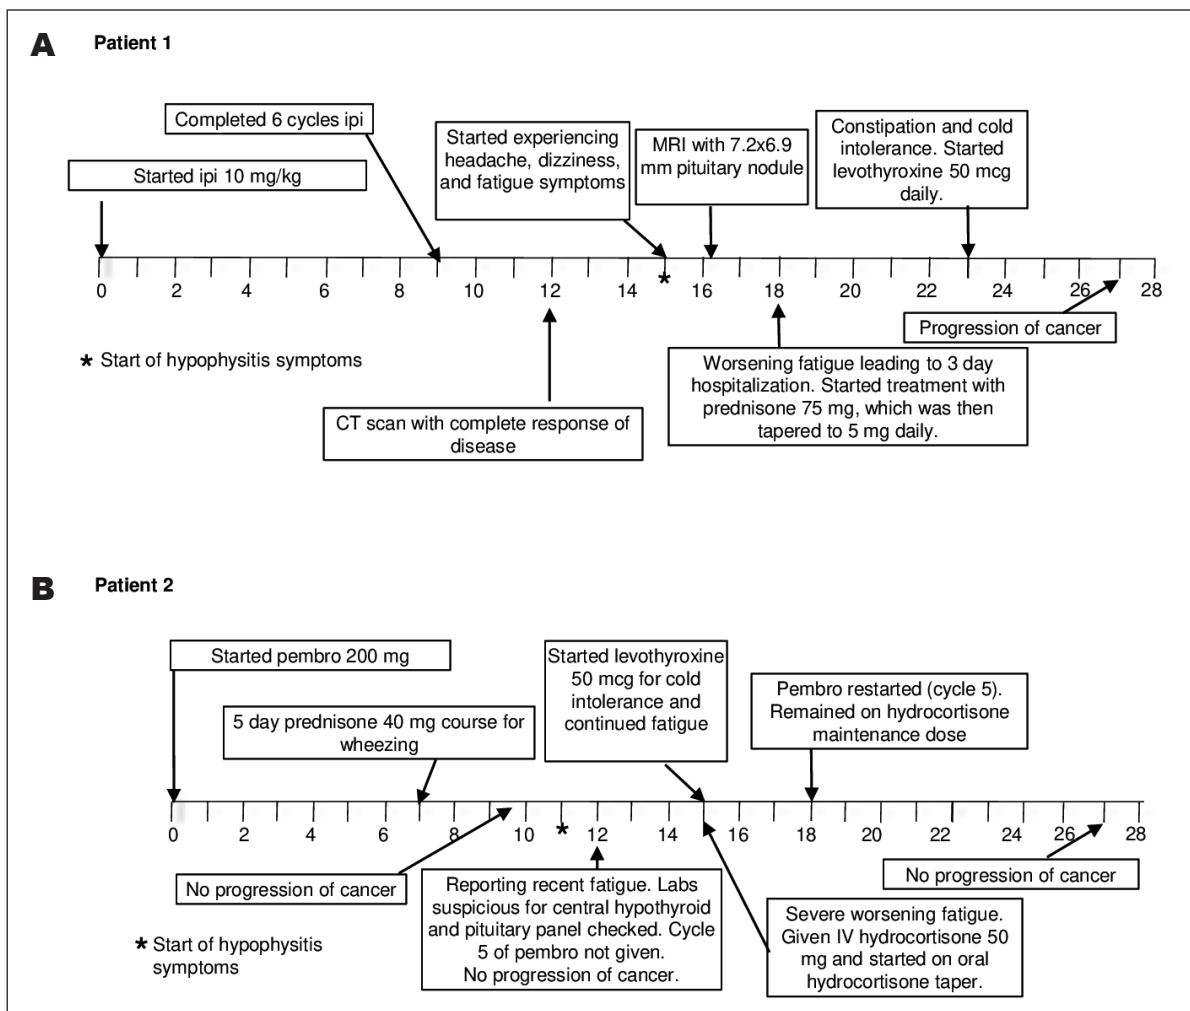 A Patient 1
Completed 6 cycles ipi
Started ipi 10 mg/kg
Started experiencing
headache, dizziness,
and fatigue symptoms
MRI with 7.2x6.9
mm pituitary nodule
Constipation and cold
intolerance. Started
levothyroxine 50 mcg
daily.
*
0 2 4 6 8 10 12 14 16 18 20 22 24 26 28
Progression of cancer
* Start of hypophysitis symptoms
CT scan with complete response of
disease
Worsening fatigue leading to 3 day
hospitalization. Started treatment with
prednisone 75 mg, which was then
tapered to 5 mg daily.
B Patient 2
Started pembro 200 mg
5 day prednisone 40 mg course for
wheezing
Started levothyroxine
50 mcg for cold
intolerance and
continued fatigue
Pembro restarted (cycle 5).
Remained on hydrocortisone
maintenance dose
0 2 4 6 8 10 * 12 14 16 18 20 22 24 26 28
No progression of cancer
Reporting recent fatigue. Labs
suspicious for central hypothyroid
and pituitary panel checked. Cycle
5 of pembro not given.
No progression of cancer.
No progression of cancer
Severe worsening fatigue.
Given IV hydrocortisone 50
mg and started on oral
hydrocortisone taper.
* Start of hypophysitis
symptoms